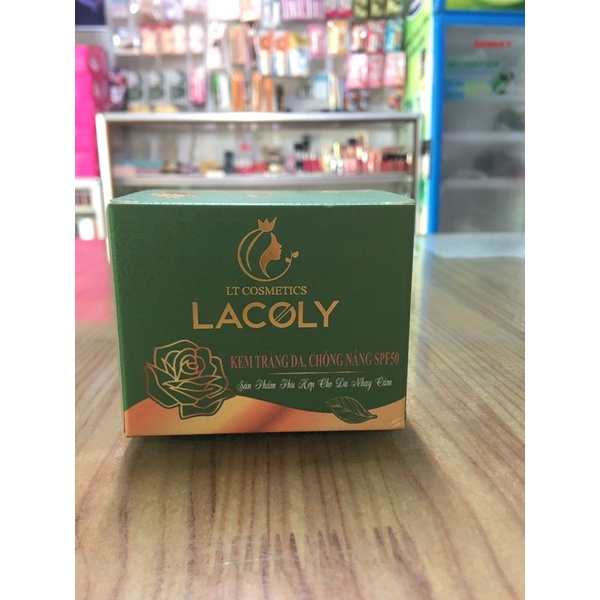 LT COSMETICS
LACOLY
KEM TRẮNG DA, CHỐNG NẮNG SPF50
Sản Phẩm Phù Hợp Cho Da Nhạy Cảm